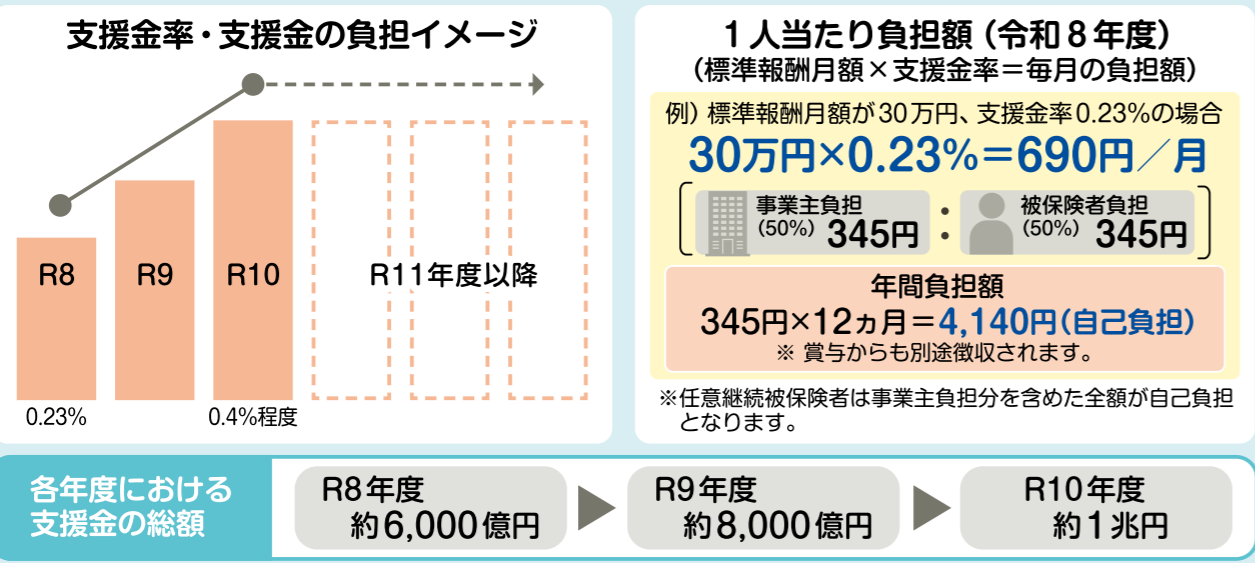 支援金率・支援金の負担イメージ
R8
R9
R10
R11年度以降
0.23%
0.4%程度
1人当たり負担額（令和8年度）
（標準報酬月額×支援金率＝毎月の負担額）
例）標準報酬月額が30万円、支援金率0.23%の場合
30万円×0.23%＝690円／月
事業主負担
(50%) 345円
：
被保険者負担
(50%) 345円
年間負担額
345円×12ヵ月＝4,140円（自己負担）
※ 賞与からも別途徴収されます。
※任意継続被保険者は事業主負担分を含めた全額が自己負担
となります。
各年度における
支援金の総額
R8年度
約6,000億円
R9年度
約8,000億円
R10年度
約1兆円